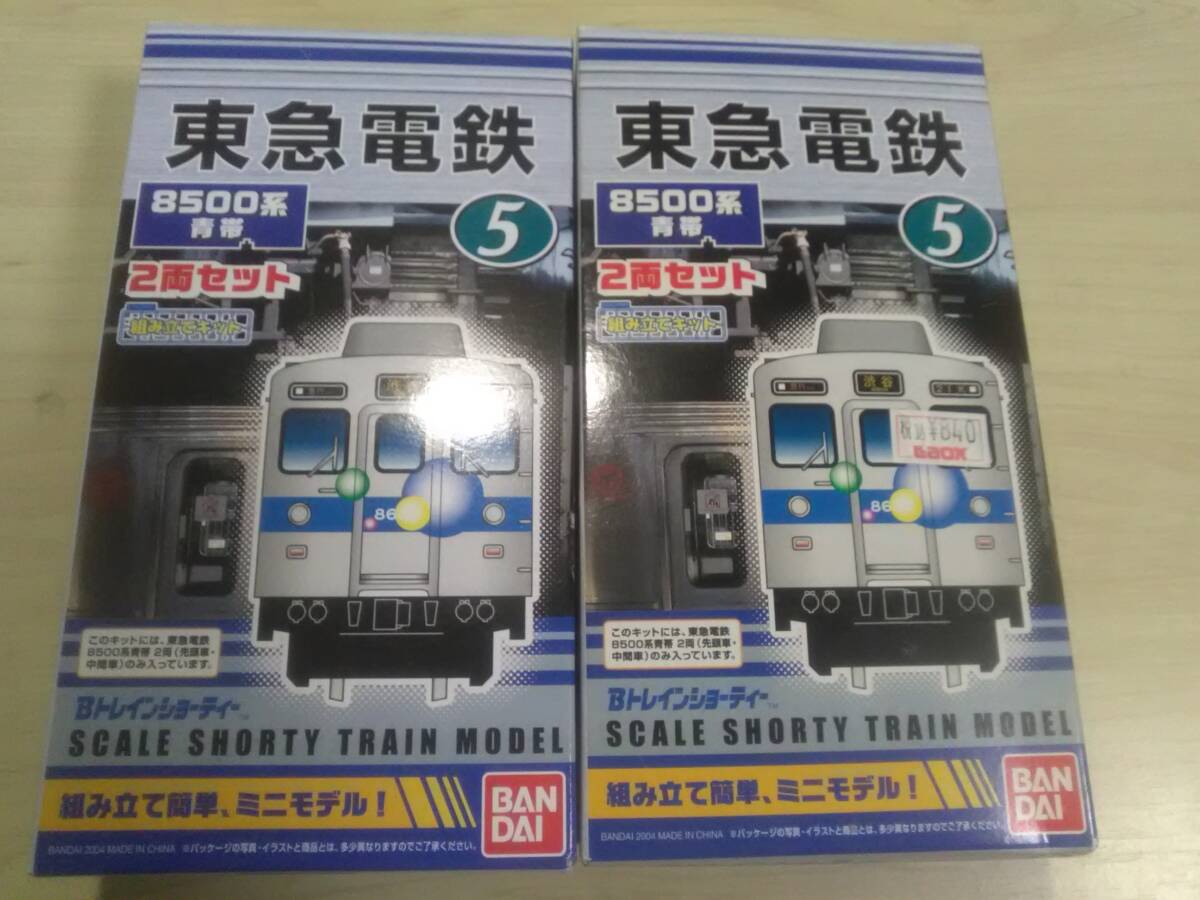 東急電鉄
8500系
青帯
5
2両セット
組み立てキット
渋谷
86
このキットには、東急電鉄
8500系青帯 2両(先頭車・
中間車)のみ入っています。
Bトレインショーティー™
SCALE SHORTY TRAIN MODEL
組み立て簡単、ミニモデル!
BAN
DAI
BANDAI 2004 MADE IN CHINA ※パッケージの写真・イラストと商品とは、多少異なりますのでご了承ください。
東急電鉄
8500系
青帯
5
2両セット
組み立てキット
渋谷
税込¥840
BOOK
86
このキットには、東急電鉄
8500系青帯 2両(先頭車・
中間車)のみ入っています。
Bトレインショーティー™
SCALE SHORTY TRAIN MODEL
組み立て簡単、ミニモデル!
BAN
DAI
BANDAI 2004 MADE IN CHINA ※パッケージの写真・イラストと商品とは、多少異なりますのでご了承ください。